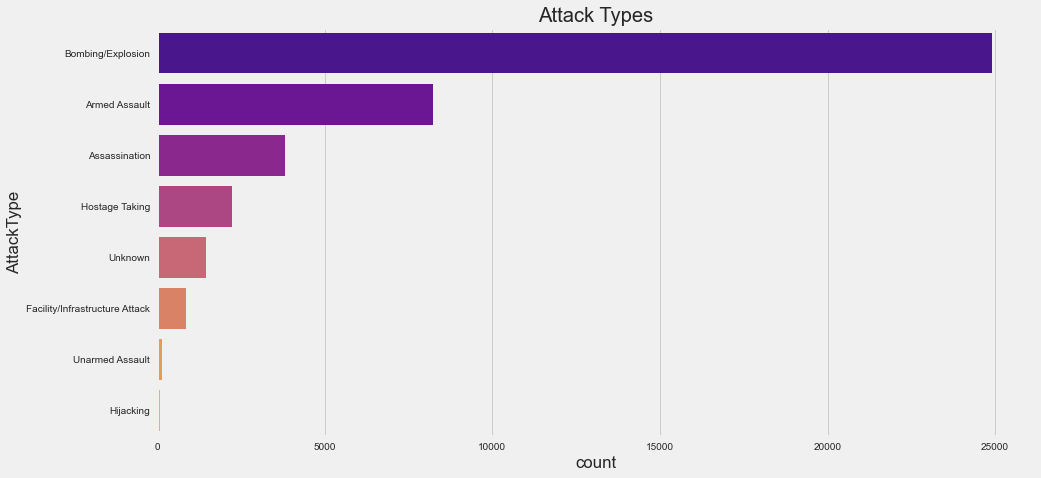 Attack Types
AttackType
Bombing/Explosion
Armed Assault
Assassination
Hostage Taking
Unknown
Facility/Infrastructure Attack
Unarmed Assault
Hijacking
0 5000 10000 15000 20000 25000
count